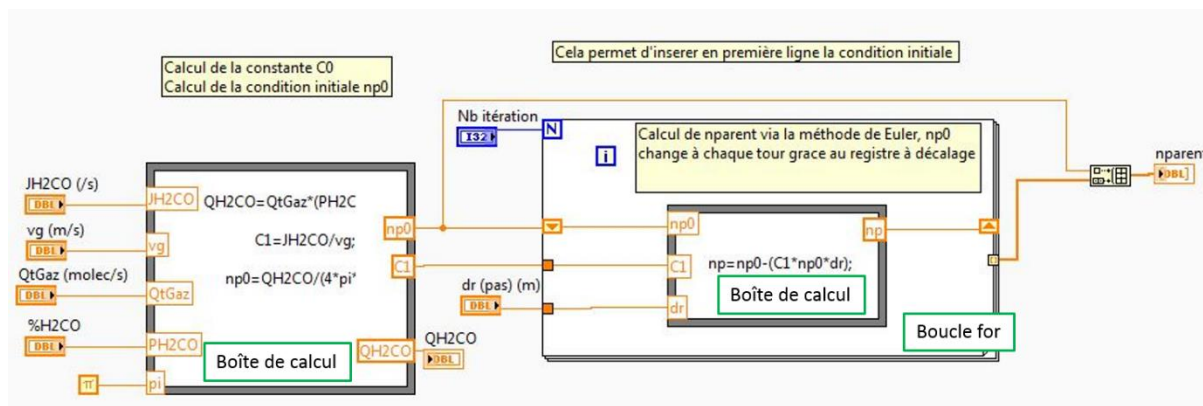 Cela permet d'inserer en première ligne la condition initiale
Calcul de la constante C0
Calcul de la condition initiale np0
Nb itération
I32
N
i
Calcul de nparent via la méthode de Euler, np0
change à chaque tour grace au registre à décalage
nparent
DBL
JH2CO (/s)
DBL
JH2CO
QH2CO=QtGaz*(PH2C
vg (m/s)
DBL
vg
C1=JH2CO/vg;
np0
C1
QtGaz (molec/s)
DBL
QtGaz
np0=QH2CO/(4*pi*
%H2CO
DBL
PH2CO
Boîte de calcul
QH2CO
QH2CO
DBL
π
pi
np0
np
C1
np=np0-(C1*np0*dr);
dr (pas) (m)
DBL
dr
Boîte de calcul
Boucle for